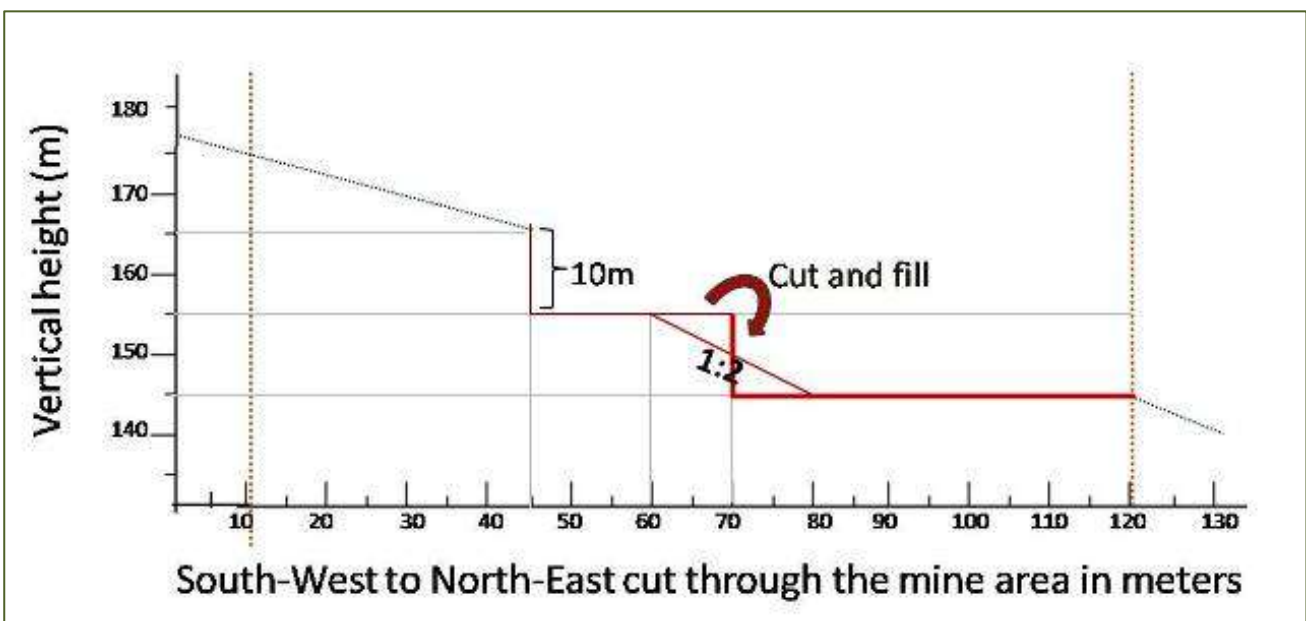 Vertical height (m)
180
170
160
150
140
10m
Cut and fill
1:2
10 20 30 40 50 60 70 80 90 100 110 120 130
South-West to North-East cut through the mine area in meters